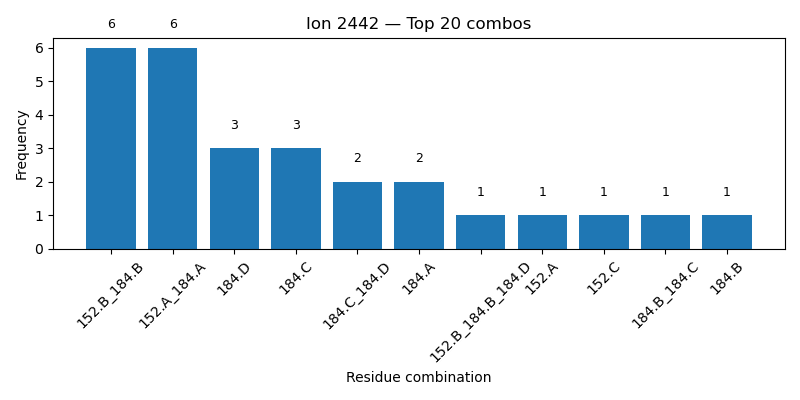 Ion 2442 — Top 20 combos
6 6 3 3 2 2 1 1 1 1 1
Frequency
6
5
4
3
2
1
0
152.B_184.B 152.A_184.A 184.D 184.C 184.C_184.D 184.A 152.B_184.B_184.D 152.A 152.C 184.B_184.C 184.B
Residue combination